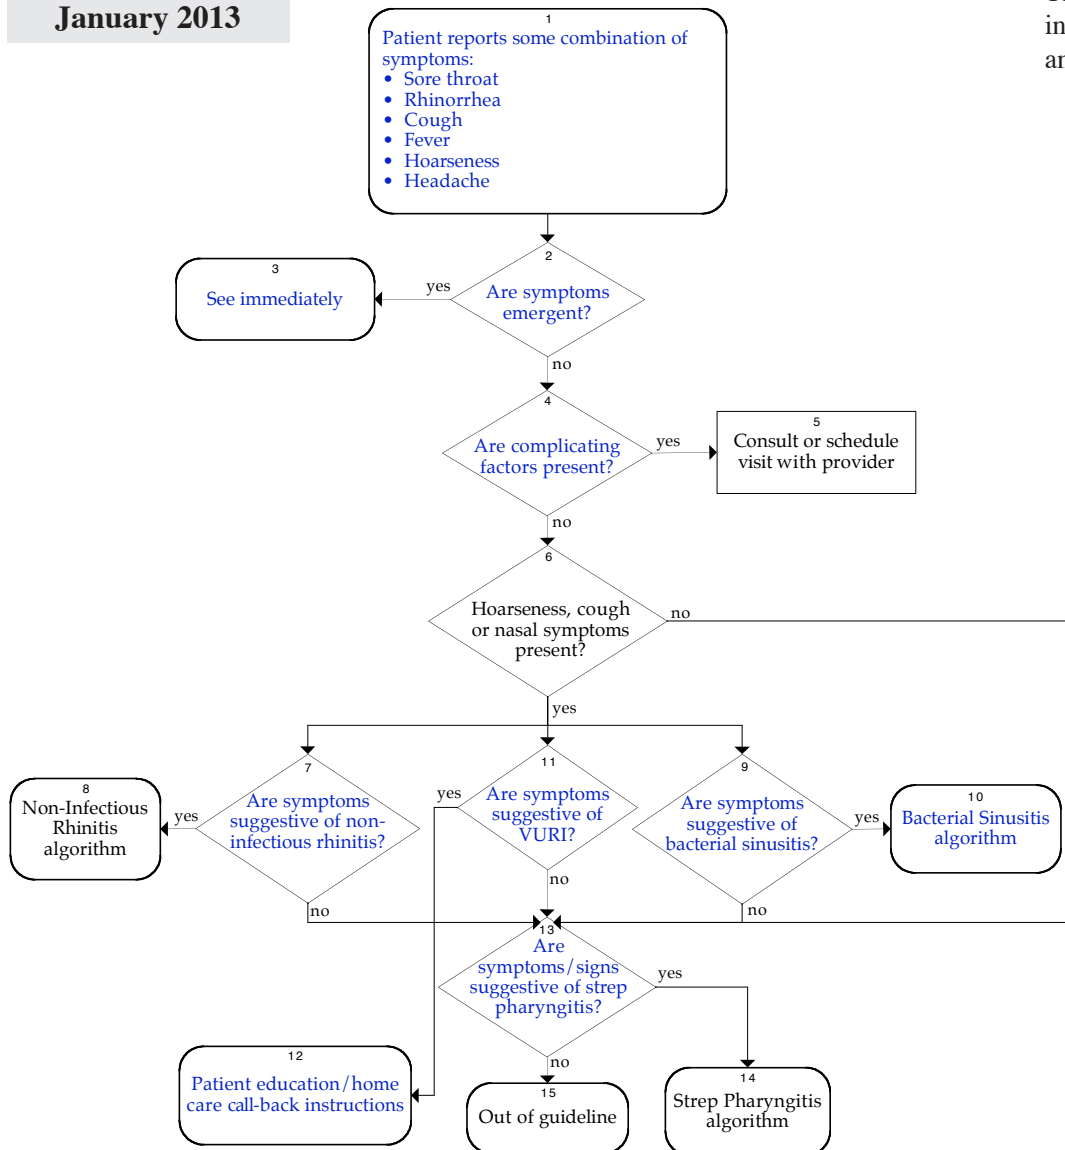 January 2013
in
an
1
Patient reports some combination of
symptoms:
• Sore throat
• Rhinorrhea
• Cough
• Fever
• Hoarseness
• Headache
2
Are symptoms
emergent?
yes
3
See immediately
no
4
Are complicating
factors present?
yes
5
Consult or schedule
visit with provider
no
6
Hoarseness, cough
or nasal symptoms
present?
no
yes
7
Are symptoms
suggestive of non-
infectious rhinitis?
yes
8
Non-Infectious
Rhinitis
algorithm
no
11
Are symptoms
suggestive of
VURI?
yes
no
9
Are symptoms
suggestive of
bacterial sinusitis?
yes
10
Bacterial Sinusitis
algorithm
no
13
Are
symptoms/signs
suggestive of strep
pharyngitis?
yes
no
12
Patient education/home
care call-back instructions
15
Out of guideline
14
Strep Pharyngitis
algorithm